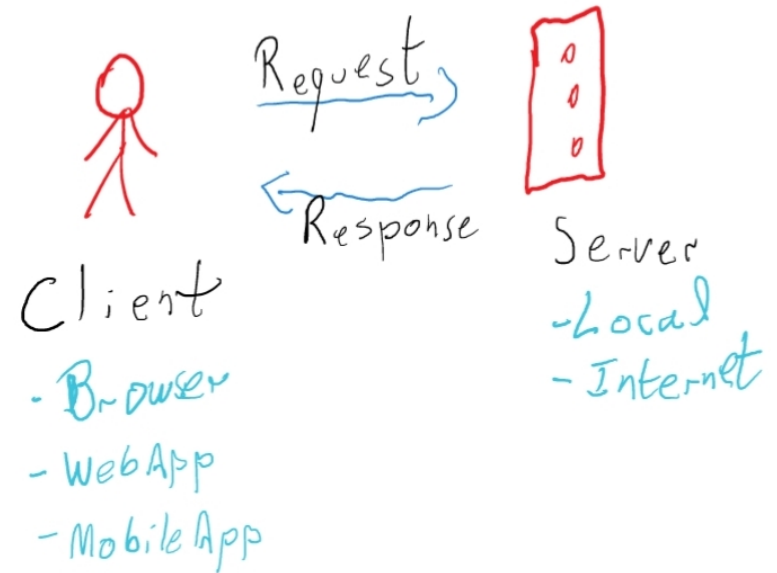 Request
Response
Client
- Browser
- WebApp
- MobileApp
Server
- Local
- Internet